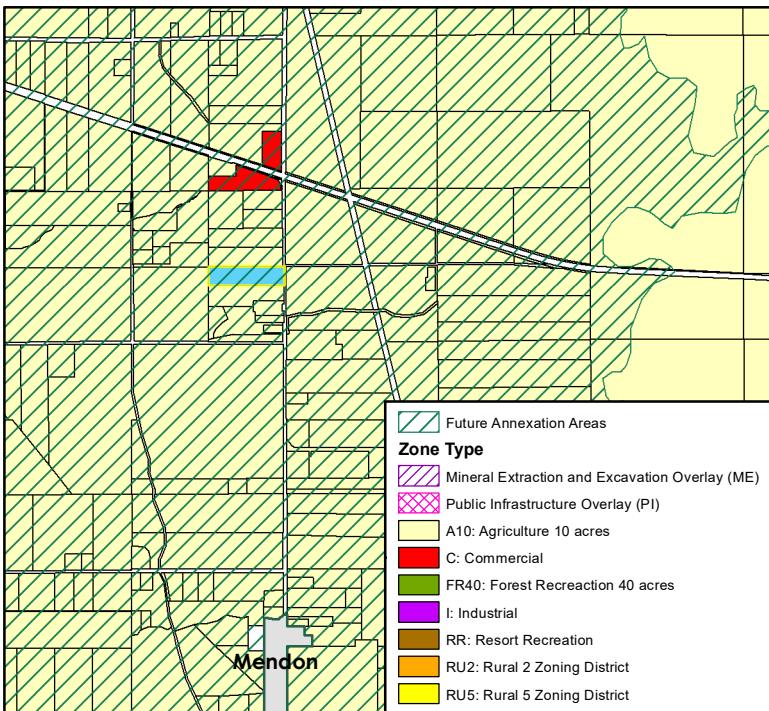 Future Annexation Areas
Zone Type
Mineral Extraction and Excavation Overlay (ME)
Public Infrastructure Overlay (PI)
A10: Agriculture 10 acres
C: Commercial
FR40: Forest Recreaction 40 acres
I: Industrial
RR: Resort Recreation
RU2: Rural 2 Zoning District
RU5: Rural 5 Zoning District
Mendon